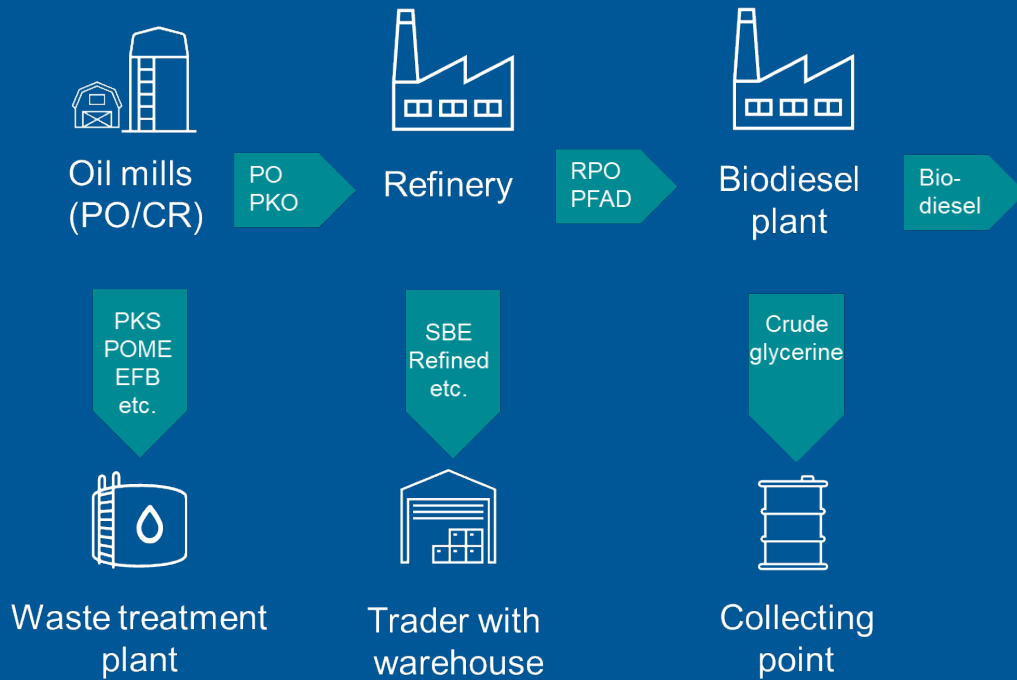 Oil mills
(PO/CR)
PO
PKO
Refinery
RPO
PFAD
Biodiesel
plant
Bio-
diesel
PKS
POME
EFB
etc.
SBE
Refined
etc.
Crude
glycerine
Waste treatment
plant
Trader with
warehouse
Collecting
point